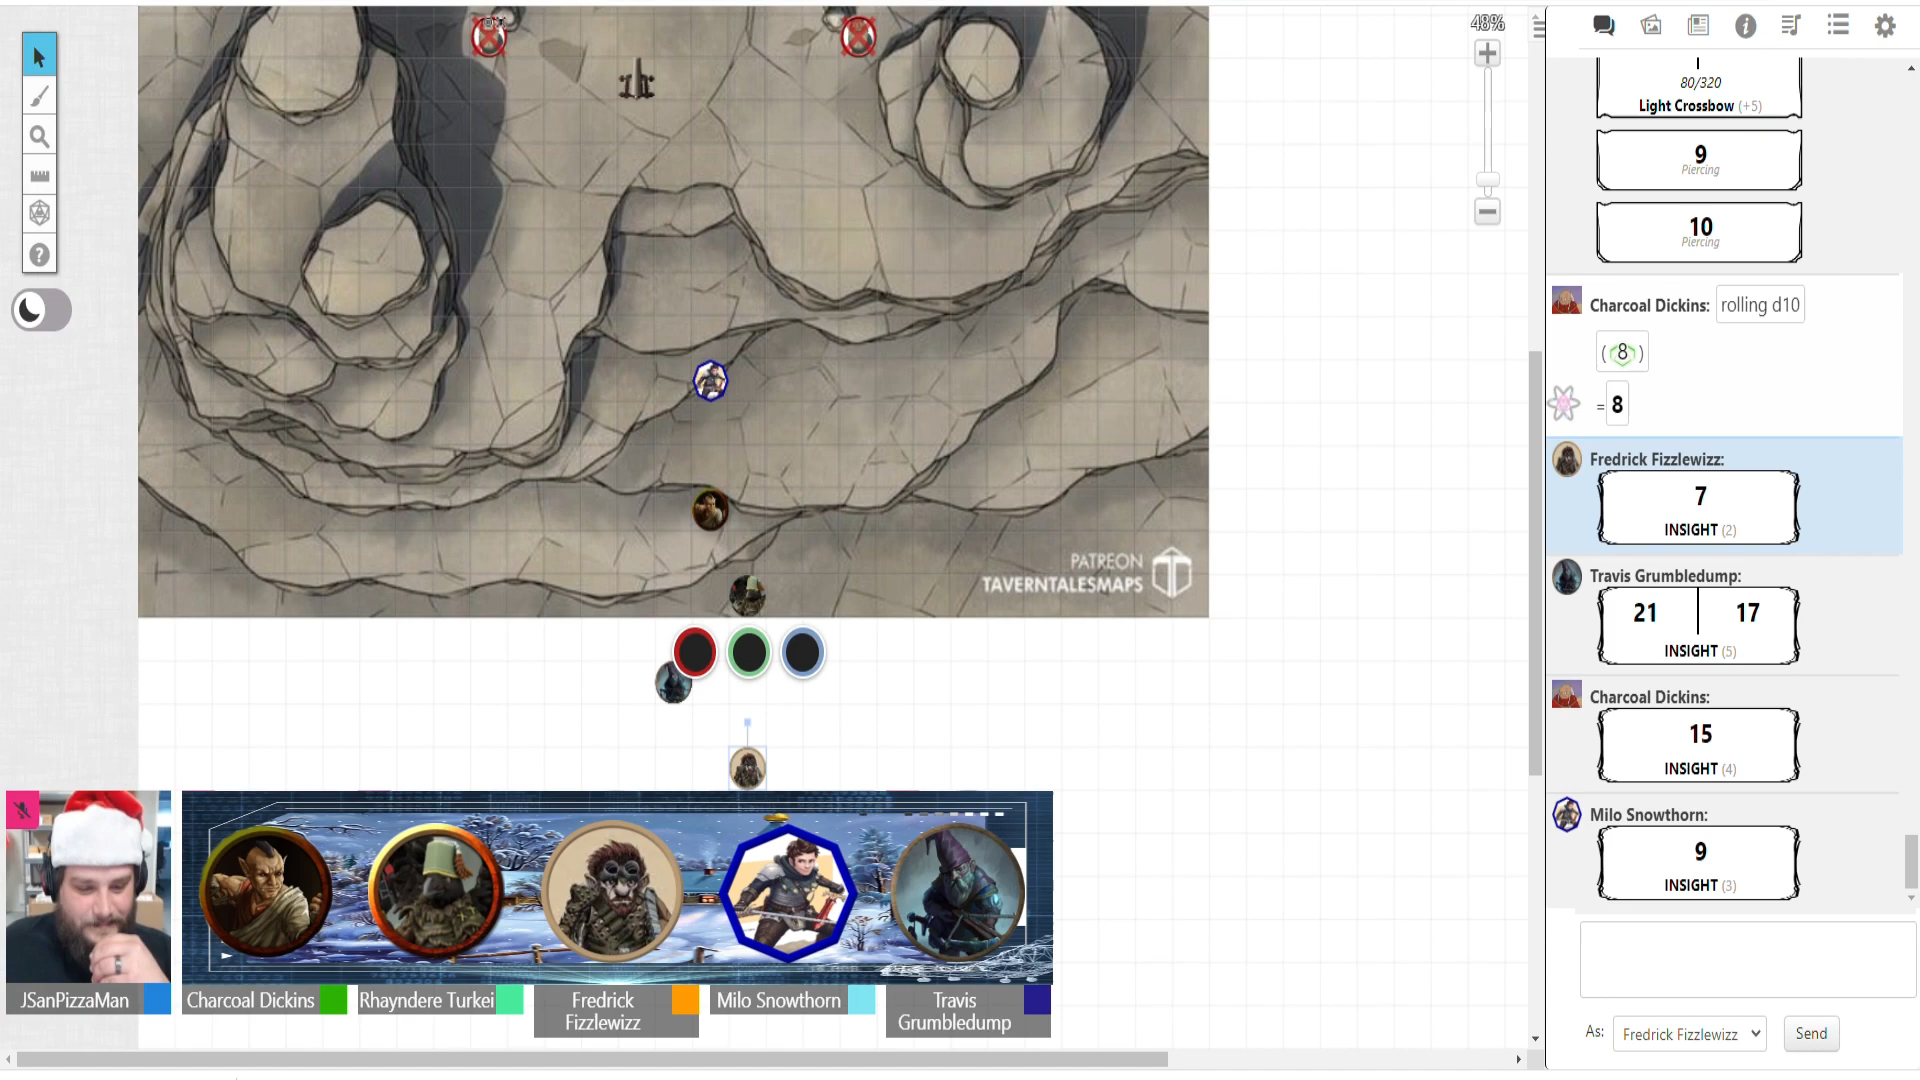 48%
80/320
Light Crossbow (+5)
9
Piercing
10
Piercing
Charcoal Dickins: rolling d10
(8)
=8
Fredrick Fizzlewizz:
7
INSIGHT (2)
Travis Grumbledump:
21 17
INSIGHT (5)
Charcoal Dickins:
15
INSIGHT (4)
Milo Snowthorn:
9
INSIGHT (3)
As: Fredrick Fizzlewizz Send
PATREON
TAVERNTALESMAPS
JSanPizzaMan
Charcoal Dickins
Rhayndere Turkei
Fredrick
Fizzlewizz
Milo Snowthorn
Travis
Grumbledump